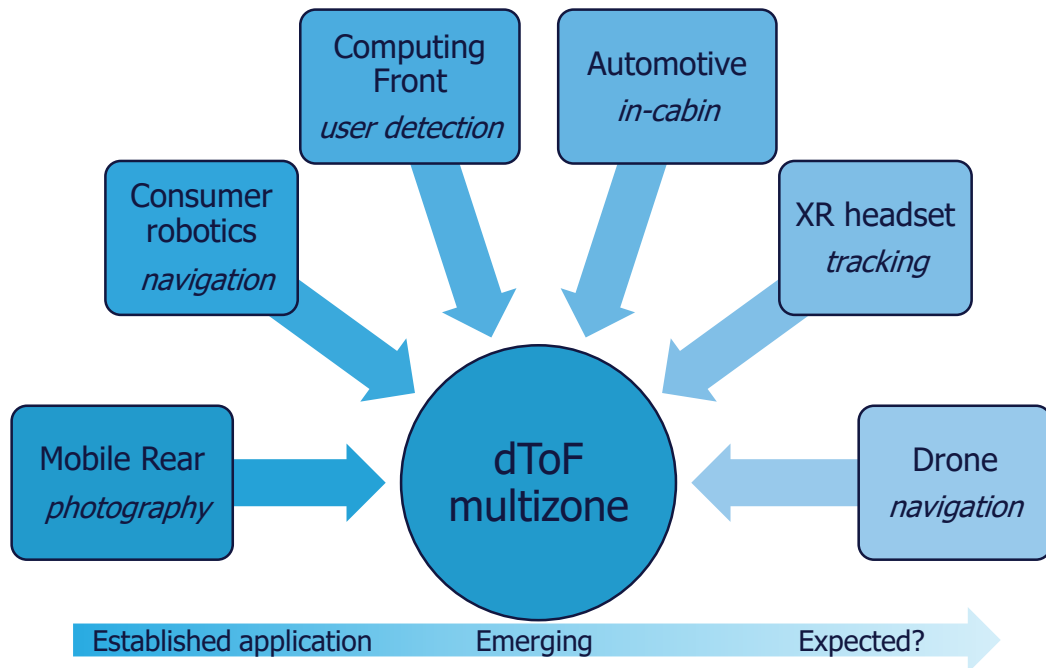 Computing
Front
user detection
Automotive
in-cabin
Consumer
robotics
navigation
XR headset
tracking
Mobile Rear
photography
dToF
multizone
Drone
navigation
Established application
Emerging
Expected?